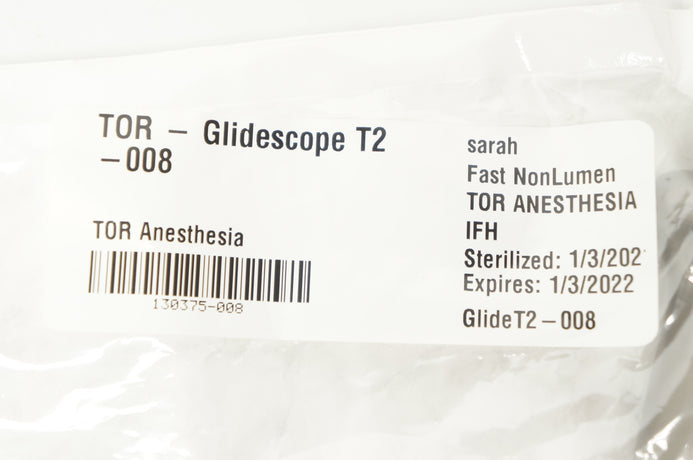 TOR – Glidescope T2
–008
TOR Anesthesia
130375-008
sarah
Fast NonLumen
TOR ANESTHESIA
IFH
Sterilized: 1/3/202
Expires: 1/3/2022
GlideT2–008